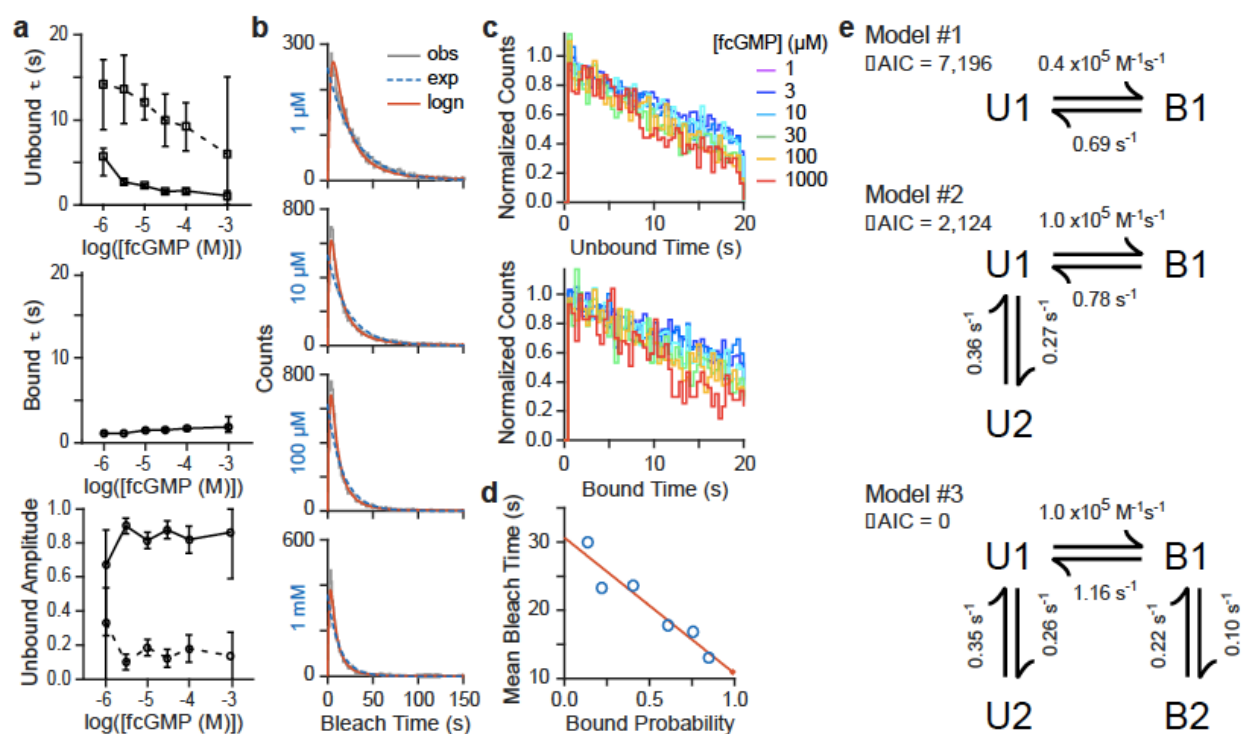 a
20
15
10
5
0
Unbound τ (s)
-6 -5 -4 -3
log([fcGMP (M)])
20
15
10
5
0
Bound τ (s)
-6 -5 -4 -3
log([fcGMP (M)])
1.0
0.8
0.6
0.4
0.2
0.0
Unbound Amplitude
-6 -5 -4 -3
log([fcGMP (M)])
b
obs
exp
logn
300
0
1 µM
800
0
10 µM
Counts
800
0
100 µM
600
0
1 mM
0 50 100 150
Bleach Time (s)
c
[fcGMP] (µM)
1
3
10
30
100
1000
1.0
0.8
0.6
0.4
0.2
0.0
Normalized Counts
0 10 20
Unbound Time (s)
1.0
0.8
0.6
0.4
0.2
0.0
Normalized Counts
0 10 20
Bound Time (s)
d
30
20
10
Mean Bleach Time (s)
0.0 0.5 1.0
Bound Probability
e
Model #1
▯AIC = 7,196
0.4 x10⁵ M⁻¹s⁻¹
U1 B1
0.69 s⁻¹
Model #2
▯AIC = 2,124
1.0 x10⁵ M⁻¹s⁻¹
U1 B1
0.78 s⁻¹
0.36 s⁻¹ 0.27 s⁻¹
U2
Model #3
▯AIC = 0
1.0 x10⁵ M⁻¹s⁻¹
U1 B1
1.16 s⁻¹
0.35 s⁻¹ 0.26 s⁻¹ 0.22 s⁻¹ 0.10 s⁻¹
U2 B2